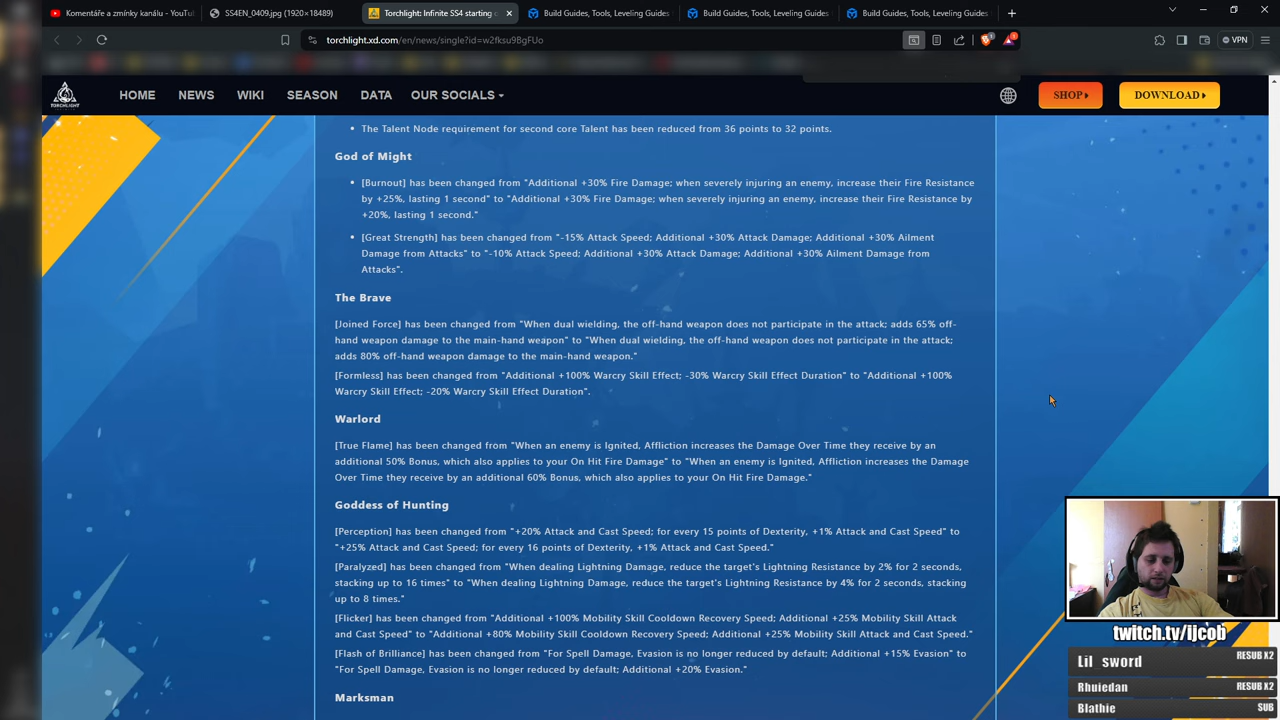 Komentáře a zmínky kanálu - YouTu
SS4EN_0409.jpg (1920×18489)
Torchlight: Infinite SS4 starting
Build Guides, Tools, Leveling Guides
Build Guides, Tools, Leveling Guides
Build Guides, Tools, Leveling Guides
torchlight.xd.com/en/news/single?id=w2fksu9BgFUo
VPN
TORCHLIGHT
HOME
NEWS
WIKI
SEASON
DATA
OUR SOCIALS
SHOP
DOWNLOAD
• The Talent Node requirement for second core Talent has been reduced from 36 points to 32 points.
God of Might
• [Burnout] has been changed from "Additional +30% Fire Damage; when severely injuring an enemy, increase their Fire Resistance
by +25%, lasting 1 second" to "Additional +30% Fire Damage; when severely injuring an enemy, increase their Fire Resistance by
+20%, lasting 1 second."
• [Great Strength] has been changed from "-15% Attack Speed; Additional +30% Attack Damage; Additional +30% Ailment
Damage from Attacks" to "-10% Attack Speed; Additional +30% Attack Damage; Additional +30% Ailment Damage from
Attacks".
The Brave
[Joined Force] has been changed from "When dual wielding, the off-hand weapon does not participate in the attack; adds 65% off-
hand weapon damage to the main-hand weapon" to "When dual wielding, the off-hand weapon does not participate in the attack;
adds 80% off-hand weapon damage to the main-hand weapon."
[Formless] has been changed from "Additional +100% Warcry Skill Effect; -30% Warcry Skill Effect Duration" to "Additional +100%
Warcry Skill Effect; -20% Warcry Skill Effect Duration".
Warlord
[True Flame] has been changed from "When an enemy is Ignited, Affliction increases the Damage Over Time they receive by an
additional 50% Bonus, which also applies to your On Hit Fire Damage" to "When an enemy is Ignited, Affliction increases the Damage
Over Time they receive by an additional 60% Bonus, which also applies to your On Hit Fire Damage."
Goddess of Hunting
[Perception] has been changed from "+20% Attack and Cast Speed; for every 15 points of Dexterity, +1% Attack and Cast Speed" to
"+25% Attack and Cast Speed; for every 16 points of Dexterity, +1% Attack and Cast Speed."
[Paralyzed] has been changed from "When dealing Lightning Damage, reduce the target's Lightning Resistance by 2% for 2 seconds,
stacking up to 16 times" to "When dealing Lightning Damage, reduce the target's Lightning Resistance by 4% for 2 seconds, stacking
up to 8 times."
[Flicker] has been changed from "Additional +100% Mobility Skill Cooldown Recovery Speed; Additional +25% Mobility Skill Attack
and Cast Speed" to "Additional +80% Mobility Skill Cooldown Recovery Speed; Additional +25% Mobility Skill Attack and Cast Speed."
[Flash of Brilliance] has been changed from "For Spell Damage, Evasion is no longer reduced by default; Additional +15% Evasion" to
"For Spell Damage, Evasion is no longer reduced by default; Additional +20% Evasion."
Marksman
twitch.tv/ljcob
Lil sword RESUB X2
Rhuiedan RESUB X2
Blathie SUB